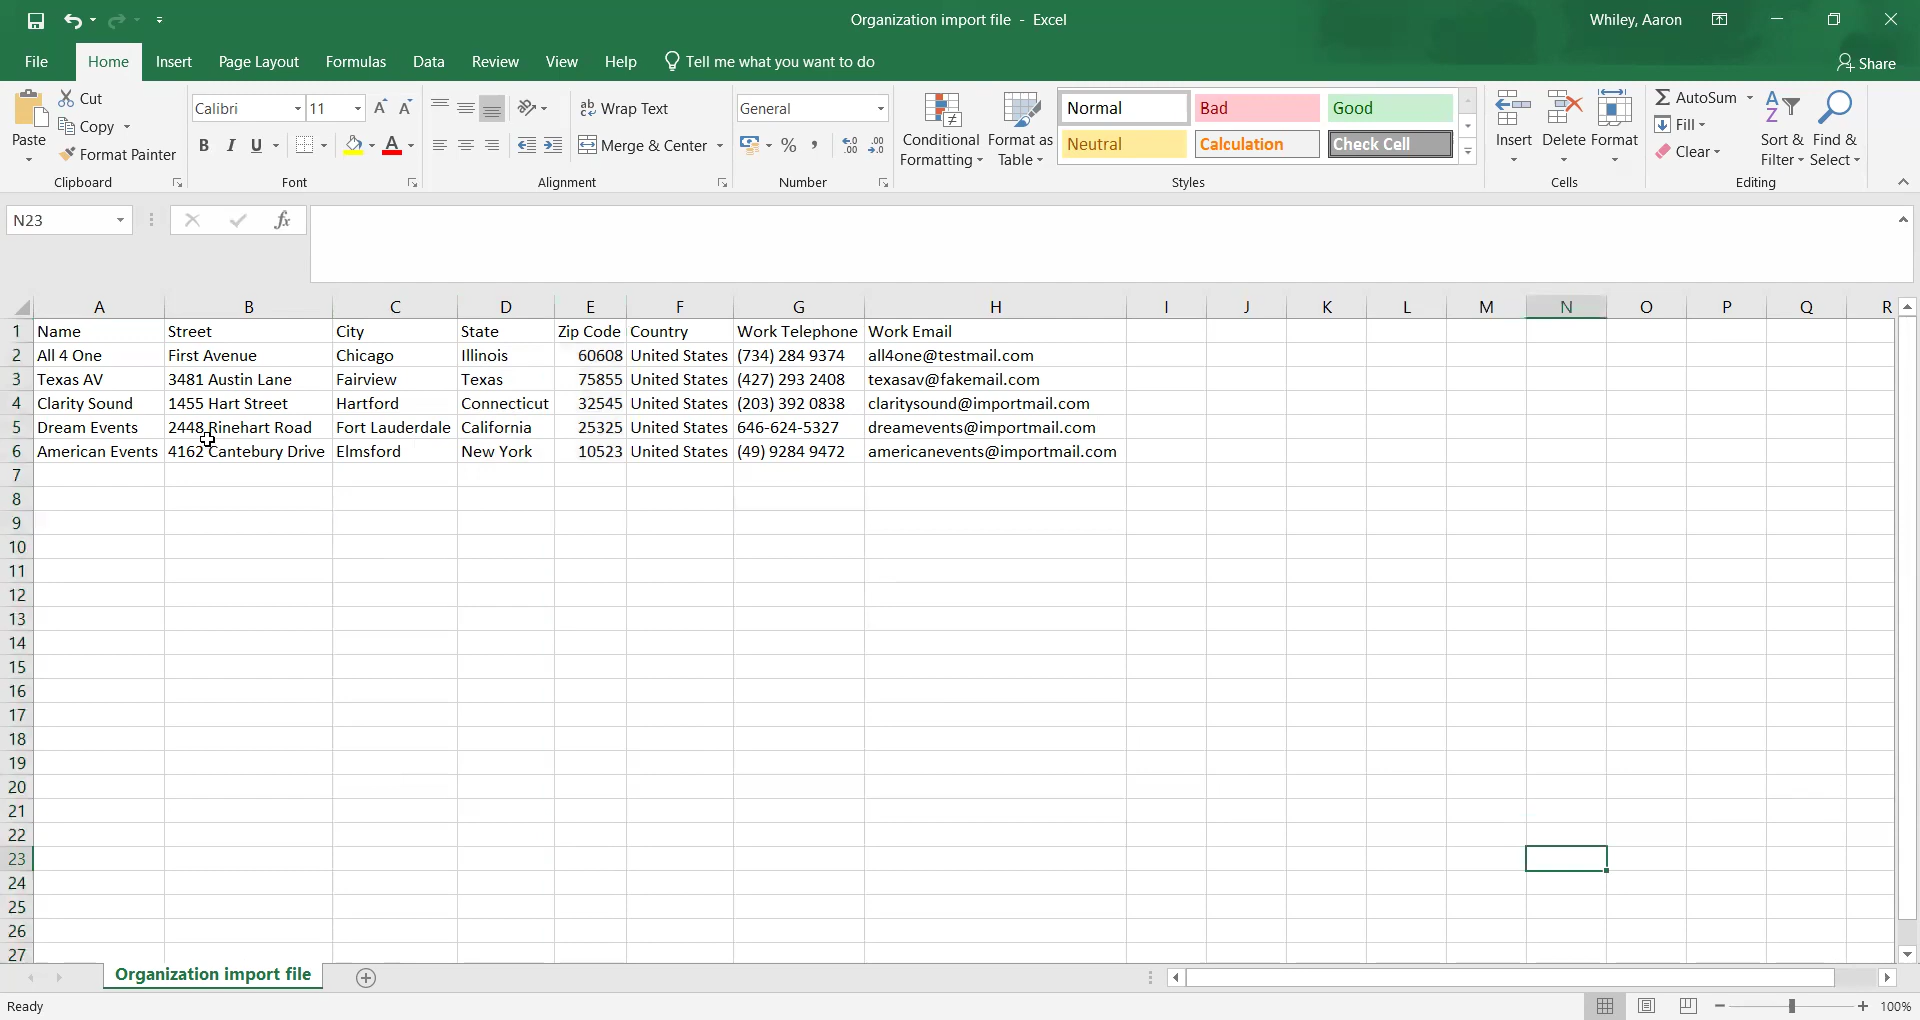 Organization import file - Excel
Whiley, Aaron
File Home Insert Page Layout Formulas Data Review View Help Tell me what you want to do
Share
Paste
Cut
Copy
Format Painter
Clipboard
Calibri 11
B I U
Font
Wrap Text
Merge & Center
Alignment
General
%
Number
Conditional Formatting
Format as Table
Normal Bad Good
Neutral Calculation Check Cell
Styles
Insert Delete Format
Cells
AutoSum
Fill
Clear
Sort & Filter
Find & Select
Editing
N23
fx
A B C D E F G H I J K L M N O P Q R
1 Name Street City State Zip Code Country Work Telephone Work Email
2 All 4 One First Avenue Chicago Illinois 60608 United States (734) 284 9374 all4one@testmail.com
3 Texas AV 3481 Austin Lane Fairview Texas 75855 United States (427) 293 2408 texasav@fakemail.com
4 Clarity Sound 1455 Hart Street Hartford Connecticut 32545 United States (203) 392 0838 claritysound@importmail.com
5 Dream Events 2448 Rinehart Road Fort Lauderdale California 25325 United States 646-624-5327 dreamevents@importmail.com
6 American Events 4162 Cantebury Drive Elmsford New York 10523 United States (49) 9284 9472 americanevents@importmail.com
7
8
9
10
11
12
13
14
15
16
17
18
19
20
21
22
23
24
25
26
27
Organization import file
Ready
100%